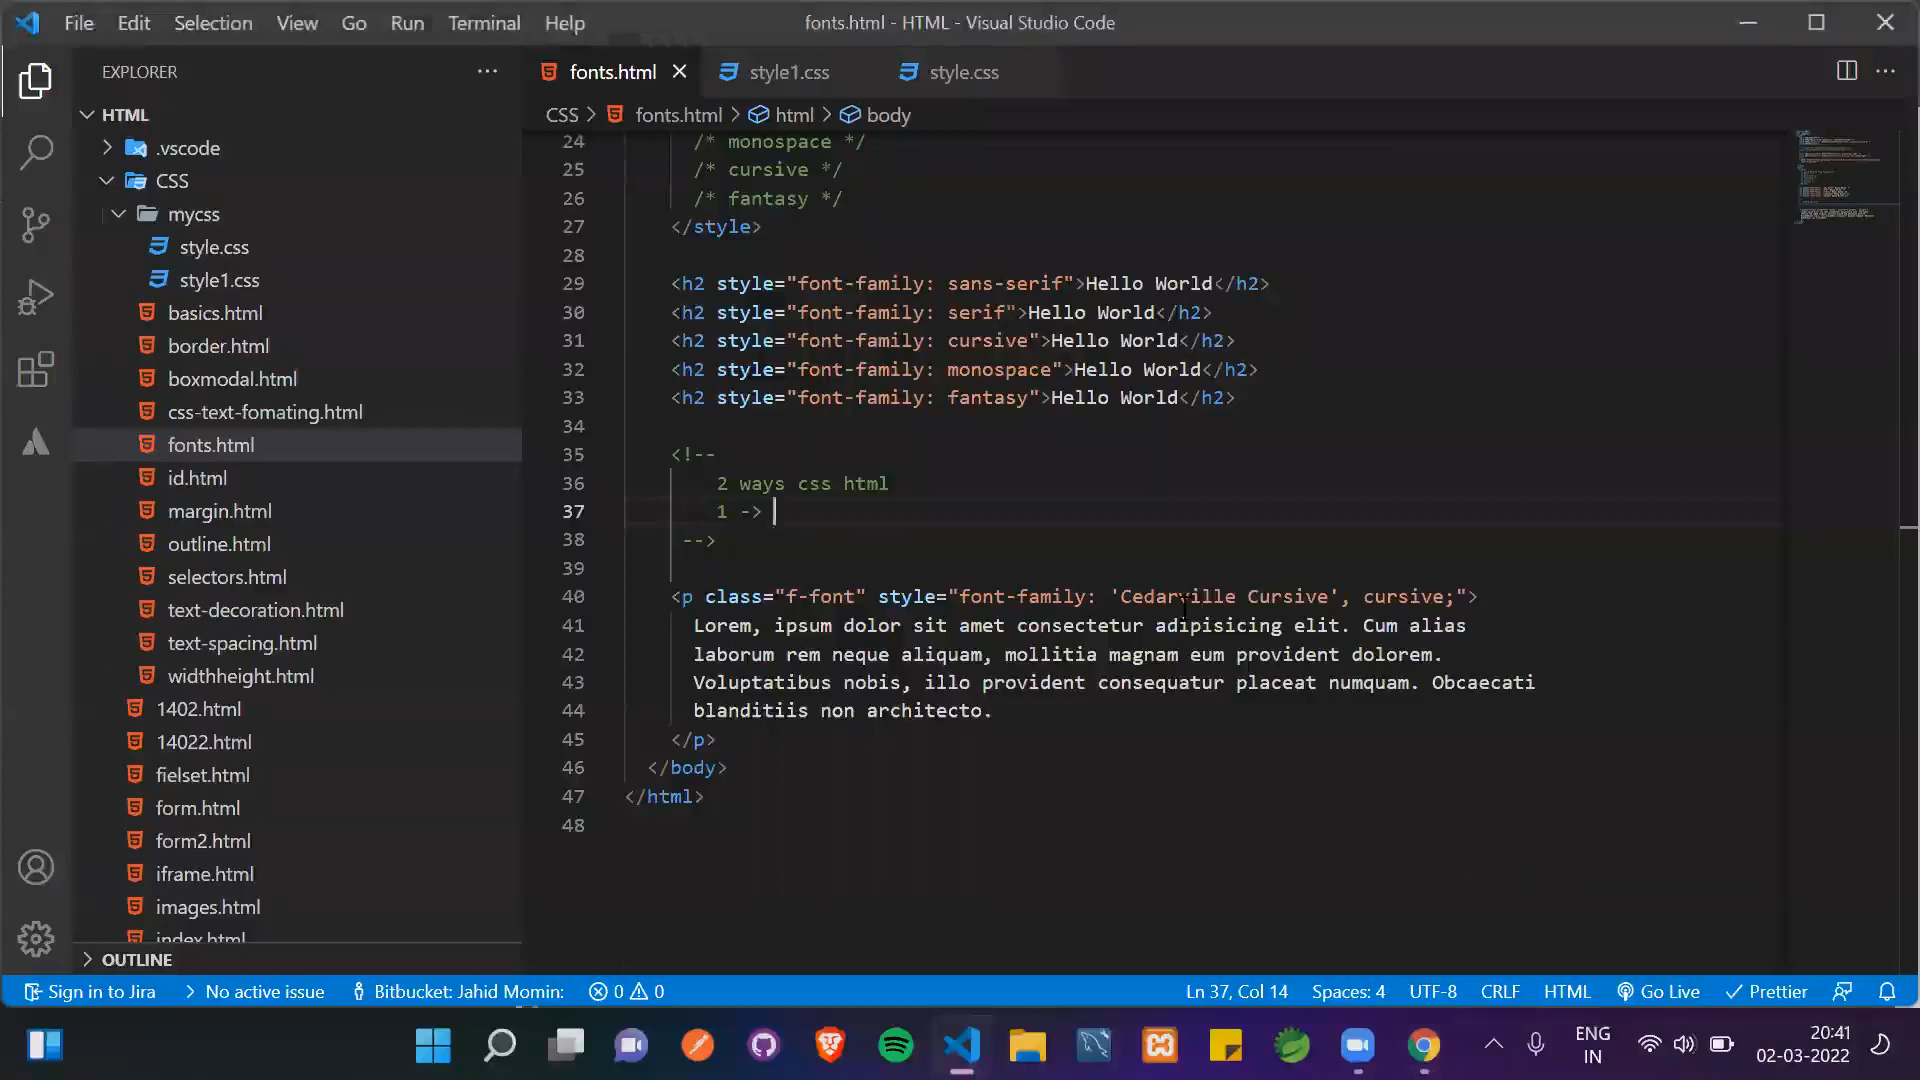 File Edit Selection View Go Run Terminal Help
fonts.html - HTML - Visual Studio Code
EXPLORER
HTML
.vscode
CSS
mycss
style.css
style1.css
basics.html
border.html
boxmodal.html
css-text-fomating.html
fonts.html
id.html
margin.html
outline.html
selectors.html
text-decoration.html
text-spacing.html
widthheight.html
1402.html
14022.html
fielset.html
form.html
form2.html
iframe.html
images.html
index.html
OUTLINE
fonts.html style1.css style.css
CSS > fonts.html > html > body
24 /* monospace */
25 /* cursive */
26 /* fantasy */
27 </style>
28
29 <h2 style="font-family: sans-serif">Hello World</h2>
30 <h2 style="font-family: serif">Hello World</h2>
31 <h2 style="font-family: cursive">Hello World</h2>
32 <h2 style="font-family: monospace">Hello World</h2>
33 <h2 style="font-family: fantasy">Hello World</h2>
34
35 <!--
36 2 ways css html
37 1 ->
38 -->
39
40 <p class="f-font" style="font-family: 'Cedarville Cursive', cursive;">
41 Lorem, ipsum dolor sit amet consectetur adipisicing elit. Cum alias
42 laborum rem neque aliquam, mollitia magnam eum provident dolorem.
43 Voluptatibus nobis, illo provident consequatur placeat numquam. Obcaecati
44 blanditiis non architecto.
45 </p>
46 </body>
47 </html>
48
Sign in to Jira No active issue Bitbucket: Jahid Momin: 0 0 Ln 37, Col 14 Spaces: 4 UTF-8 CRLF HTML Go Live Prettier
ENG
IN
20:41
02-03-2022